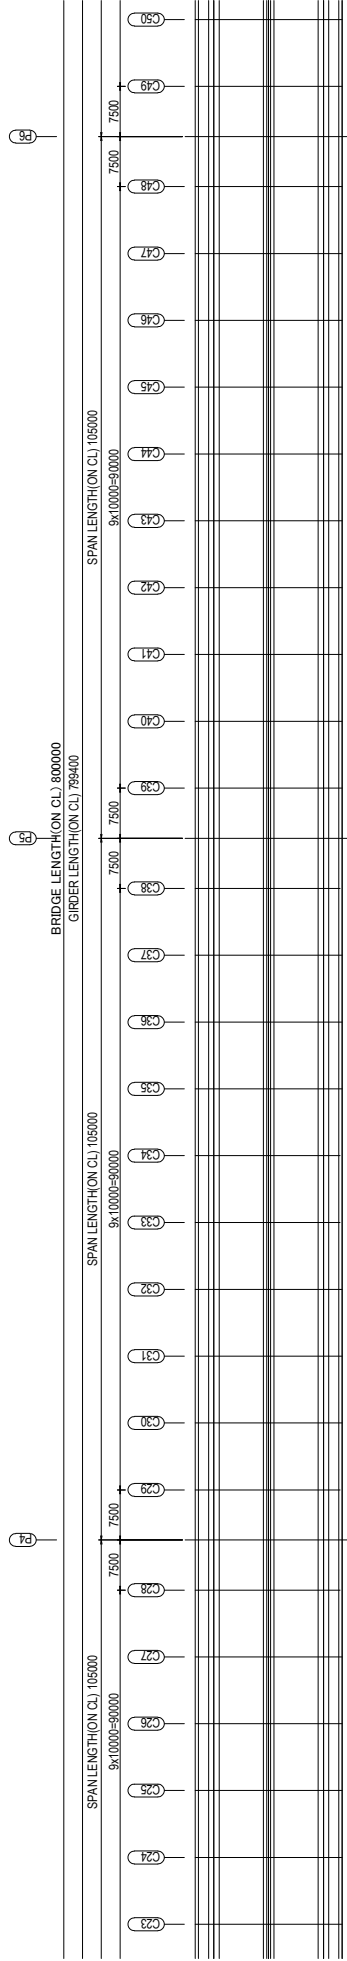 P6
P5
P4
BRIDGE LENGTH(ON CL) 800000
GIRDER LENGTH(ON CL) 799400
SPAN LENGTH(ON CL) 105000
SPAN LENGTH(ON CL) 105000
SPAN LENGTH(ON CL) 105000
7500
7500
9x10000=90000
7500
7500
9x10000=90000
7500
7500
9x10000=90000
C50
C49
C48
C47
C46
C45
C44
C43
C42
C41
C40
C39
C38
C37
C36
C35
C34
C33
C32
C31
C30
C29
C28
C27
C26
C25
C24
C23